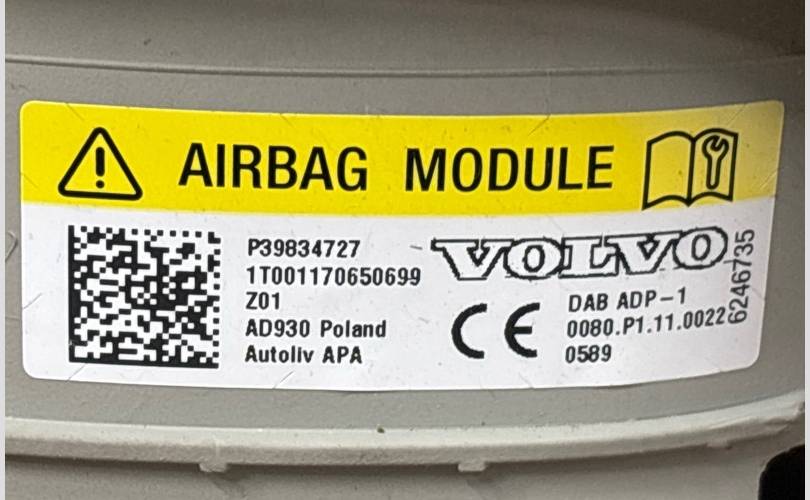 AIRBAG MODULE
P39834727
1T001170650699
Z01
AD930 Poland
Autoliv APA
VOLVO
CE
DAB ADP-1
0080.P1.11.0022
0589
6246735